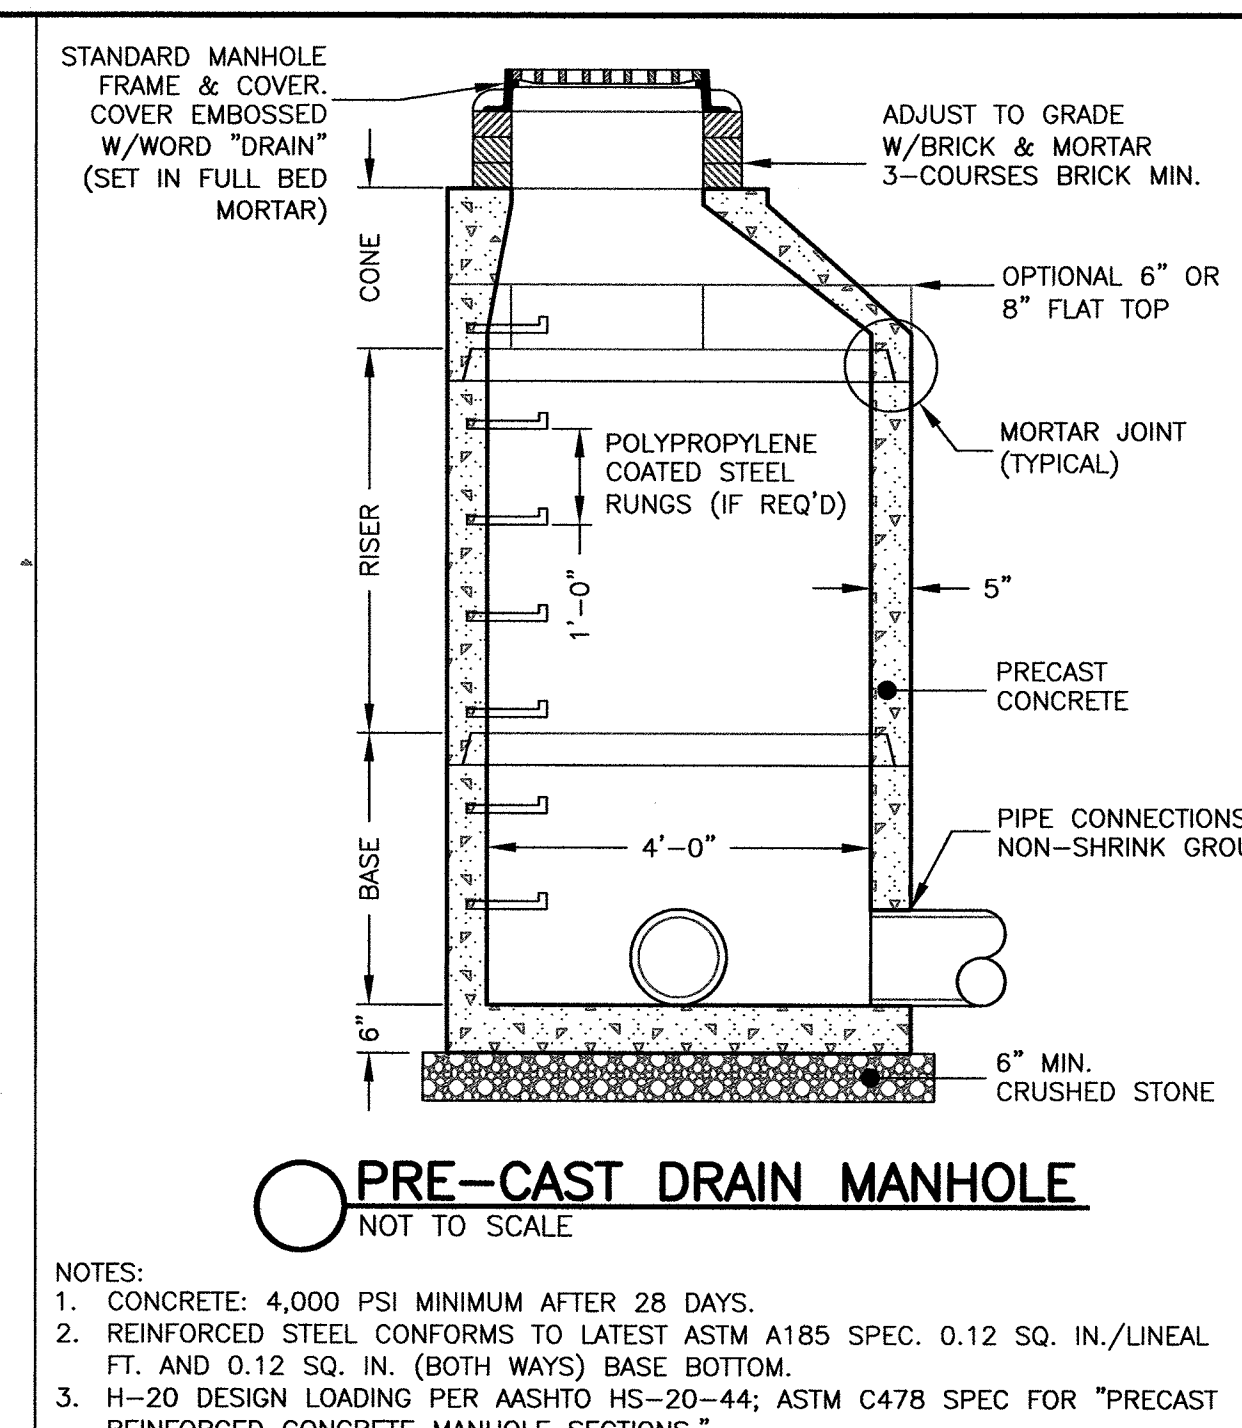 STANDARD MANHOLE
FRAME & COVER.
COVER EMBOSSED
W/WORD "DRAIN"
(SET IN FULL BED
MORTAR)
ADJUST TO GRADE
W/BRICK & MORTAR
3-COURSES BRICK MIN.
CONE
OPTIONAL 6" OR
8" FLAT TOP
MORTAR JOINT
(TYPICAL)
POLYPROPYLENE
COATED STEEL
RUNGS (IF REQ'D)
RISER
1'-0"
5"
PRECAST
CONCRETE
BASE
4'-0"
PIPE CONNECTIONS
NON-SHRINK
6"
6" MIN.
CRUSHED STONE
PRE-CAST DRAIN MANHOLE
NOT TO SCALE
NOTES:
1. CONCRETE: 4,000 PSI MINIMUM AFTER 28 DAYS.
2. REINFORCED STEEL CONFORMS TO LATEST ASTM A185 SPEC. 0.12 SQ. IN./LINEAL
FT. AND 0.12 SQ. IN. (BOTH WAYS) BASE BOTTOM.
3. H-20 DESIGN LOADING PER AASHTO HS-20-44; ASTM C478 SPEC FOR "PRECAST
REINFORCED CONCRETE MANHOLE SECTIONS."